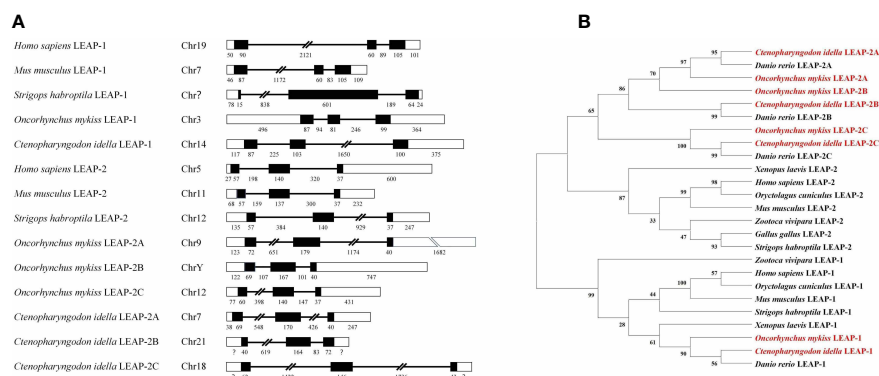 A
Homo sapiens LEAP-1 Chr19
50 90 2121 60 89 105 101
Mus musculus LEAP-1 Chr7
46 87 1172 60 83 105 109
Strigops habroptila LEAP-1 Chr?
78 15 838 601 189 64 24
Oncorhynchus mykiss LEAP-1 Chr3
496 87 94 81 246 99 364
Ctenopharyngodon idella LEAP-1 Chr14
117 87 225 103 1650 100 375
Homo sapiens LEAP-2 Chr5
27 57 198 140 320 37 600
Mus musculus LEAP-2 Chr11
68 57 159 137 300 37 232
Strigops habroptila LEAP-2 Chr12
135 57 384 140 929 37 247
Oncorhynchus mykiss LEAP-2A Chr9
123 72 651 179 1174 40 1682
Oncorhynchus mykiss LEAP-2B ChrY
122 69 107 167 101 40 747
Oncorhynchus mykiss LEAP-2C Chr12
77 60 398 140 147 37 431
Ctenopharyngodon idella LEAP-2A Chr7
38 69 548 170 426 40 247
Ctenopharyngodon idella LEAP-2B Chr21
? 40 619 164 83 72 ?
Ctenopharyngodon idella LEAP-2C Chr18
B
Ctenopharyngodon idella LEAP-2A
95
Danio rerio LEAP-2A
97
Oncorhynchus mykiss LEAP-2A
70
Oncorhynchus mykiss LEAP-2B
86
Ctenopharyngodon idella LEAP-2B
65
Danio rerio LEAP-2B
99
Oncorhynchus mykiss LEAP-2C
Ctenopharyngodon idella LEAP-2C
100
Danio rerio LEAP-2C
99
Xenopus laevis LEAP-2
Homo sapiens LEAP-2
98
Oryctolagus cuniculus LEAP-2
99
Mus musculus LEAP-2
87
Zootoca vivipara LEAP-2
33
Gallus gallus LEAP-2
47
Strigops habroptila LEAP-2
93
Zootoca vivipara LEAP-1
Homo sapiens LEAP-1
57
Oryctolagus cuniculus LEAP-1
100
Mus musculus LEAP-1
44
Strigops habroptila LEAP-1
99
Xenopus laevis LEAP-1
28
Oncorhynchus mykiss LEAP-1
61
Ctenopharyngodon idella LEAP-1
90
Danio rerio LEAP-1
56